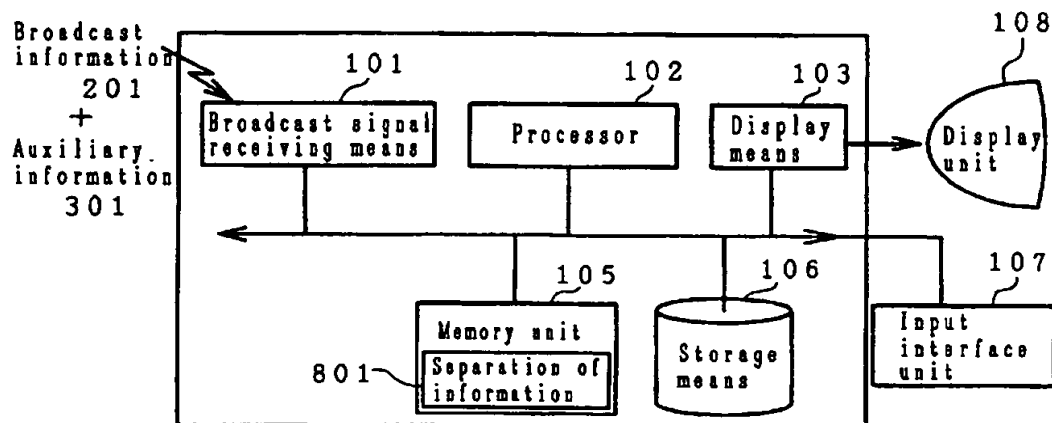 Broadcast
information
201
+
Auxiliary.
information
301
101
Broadcast signal
receiving means
102
Processor
103
Display
means
108
Display
unit
105
Memory unit
801
Separation of
information
106
Storage
means
107
Input
interface
unit